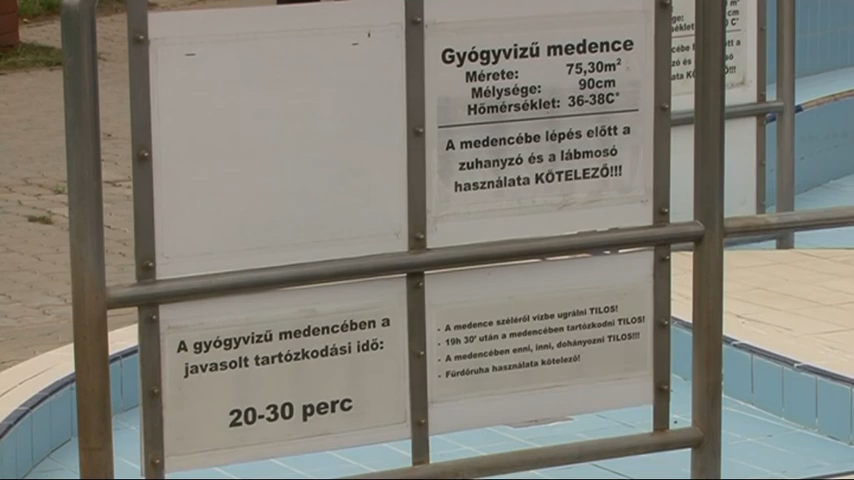 Gyógyvizű medence
Mérete: 75,30m²
Mélysége: 90cm
Hőmérséklet: 36-38C°
A medencébe lépés előtt a
zuhanyzó és a lábmosó
használata KÖTELEZŐ!!!
A gyógyvizű medencében a
javasolt tartózkodási idő:
20-30 perc
- A medence széléről vízbe ugrálni TILOS!
- 19h 30' után a medencében tartózkodni TILOS!
- A medencében enni, inni, dohányozni TILOS!!!
- Fürdőruha használata kötelező!